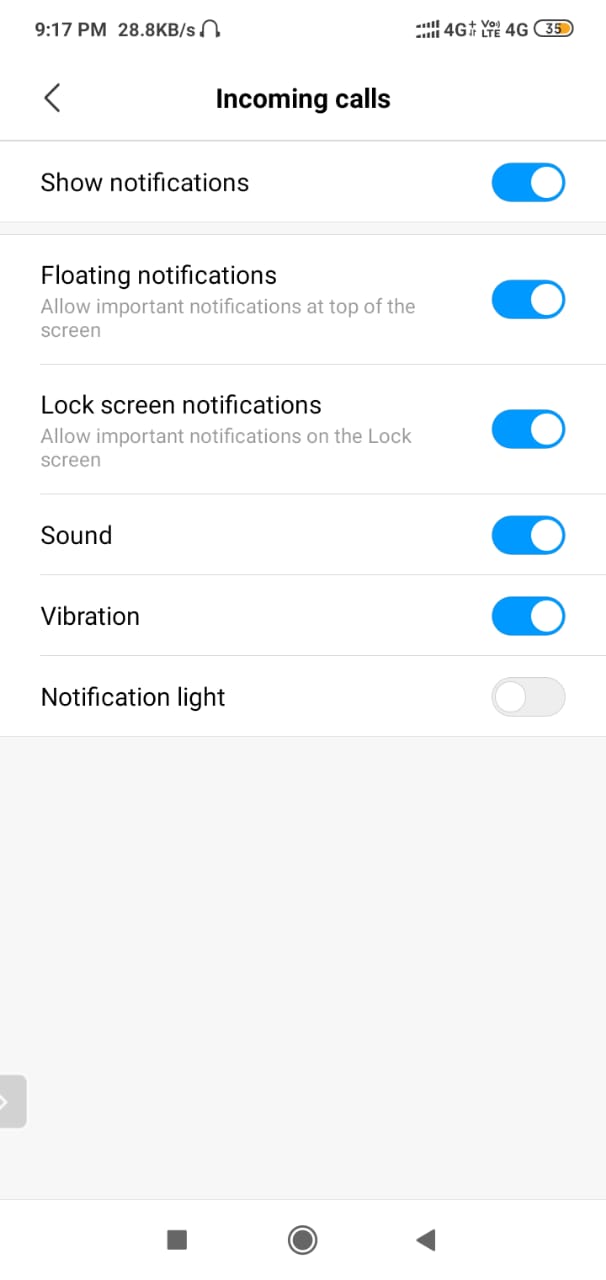 9:17 PM 28.8KB/s 4G Vo) LTE 4G 35
Incoming calls
Show notifications
Floating notifications
Allow important notifications at top of the
screen
Lock screen notifications
Allow important notifications on the Lock
screen
Sound
Vibration
Notification light